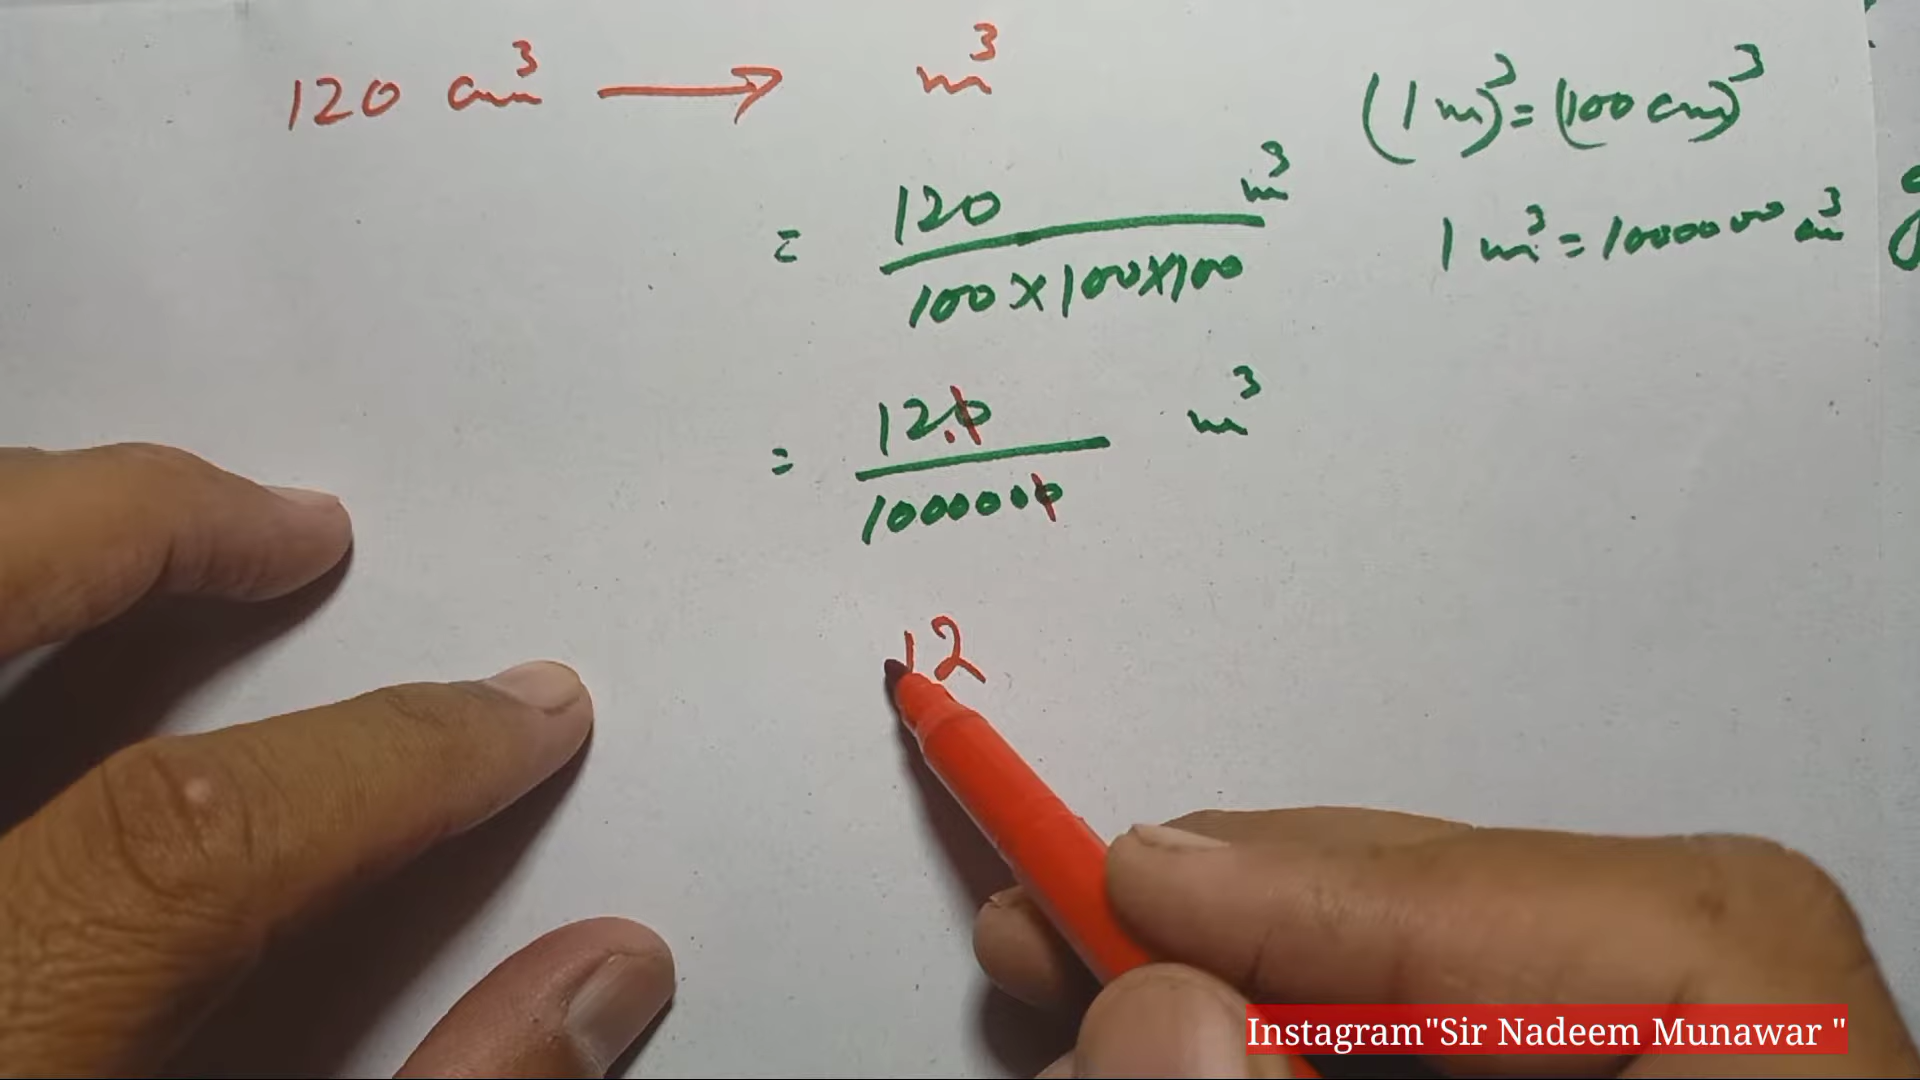 120 cm³ → m³
(1 m)³ = (100 cm)³
= 120 m³
100 × 100 × 100
1 m³ = 1000000 cm³
= 120 m³
1000000
12
Instagram"Sir Nadeem Munawar "